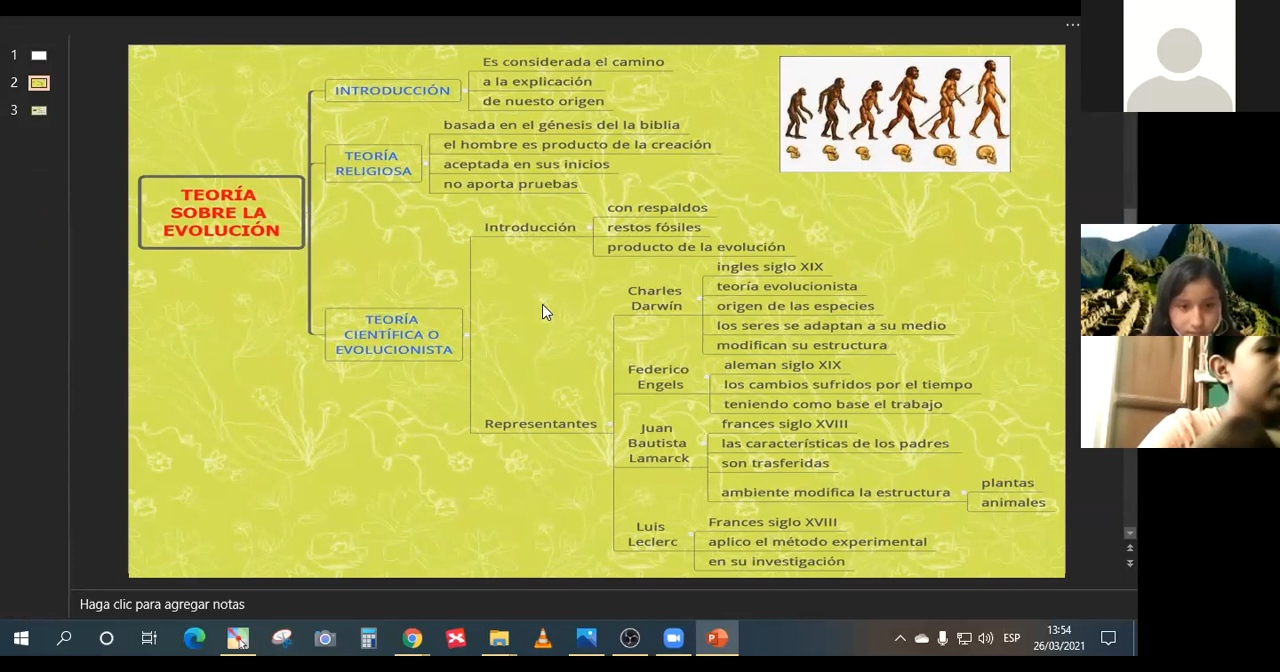 1
2
3
TEORÍA
SOBRE LA
EVOLUCIÓN
INTRODUCCIÓN
Es considerada el camino
a la explicación
de nuesto origen
TEORÍA
RELIGIOSA
basada en el génesis del la biblia
el hombre es producto de la creación
aceptada en sus inicios
no aporta pruebas
TEORÍA
CIENTÍFICA O
EVOLUCIONISTA
Introducción
con respaldos
restos fósiles
producto de la evolución
Representantes
Charles
Darwín
ingles siglo XIX
teoría evolucionista
origen de las especies
los seres se adaptan a su medio
modifican su estructura
Federico
Engels
aleman siglo XIX
los cambios sufridos por el tiempo
teniendo como base el trabajo
Juan
Bautista
Lamarck
frances siglo XVIII
las características de los padres
son trasferidas
ambiente modifica la estructura
plantas
animales
Luis
Leclerc
Frances siglo XVIII
aplico el método experimental
en su investigación
Haga clic para agregar notas
ESP
13:54
26/03/2021